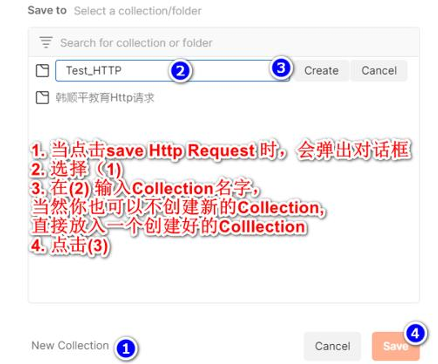 Save to Select a collection/folder
Search for collection or folder
Test_HTTP 2 3 Create Cancel
韩顺平教育Http请求
1. 当点击save Http Request 时，会弹出对话框
2. 选择（1)
3. 在(2) 输入Collection名字，
当然你也可以不创建新的Collection,
直接放入一个创建好的Colllection
4. 点击(3)
4
New Collection 1 Cancel Save